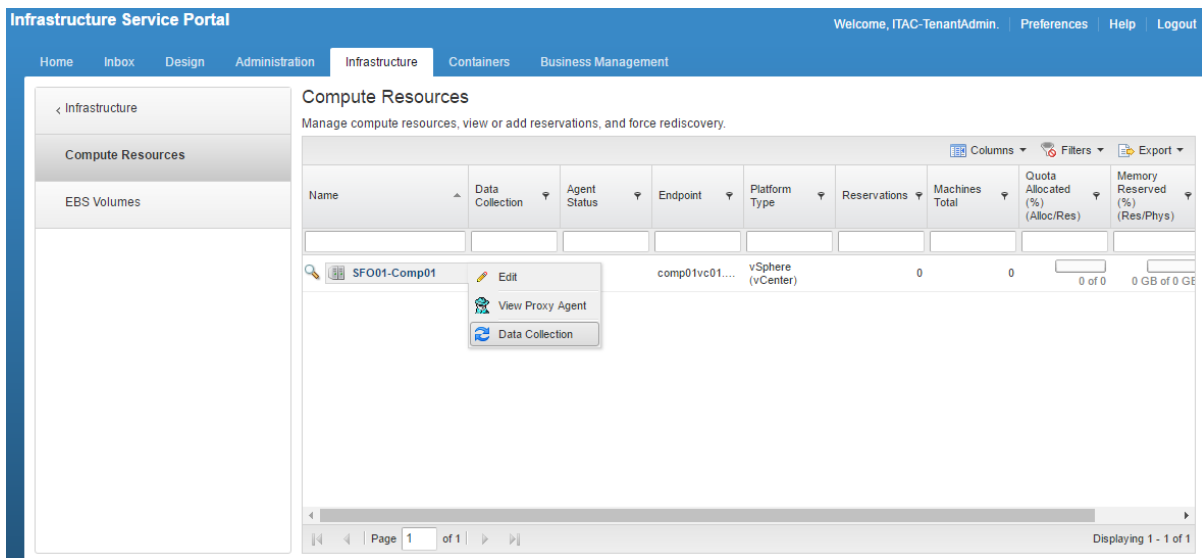 Infrastructure Service Portal
Welcome, ITAC-TenantAdmin. Preferences Help Logout
Home Inbox Design Administration Infrastructure Containers Business Management
Infrastructure
Compute Resources
EBS Volumes
Compute Resources
Manage compute resources, view or add reservations, and force rediscovery.
Columns Filters Export
Name
Data
Collection
Agent
Status
Endpoint
Platform
Type
Reservations
Machines
Total
Quota
Allocated
(%)
(Alloc/Res)
Memory
Reserved
(%)
(Res/Phys)
SFO01-Comp01
comp01vc01....
vSphere
(vCenter)
0
0
0 of 0
0 GB of 0 GB
Edit
View Proxy Agent
Data Collection
Page 1 of 1
Displaying 1 - 1 of 1